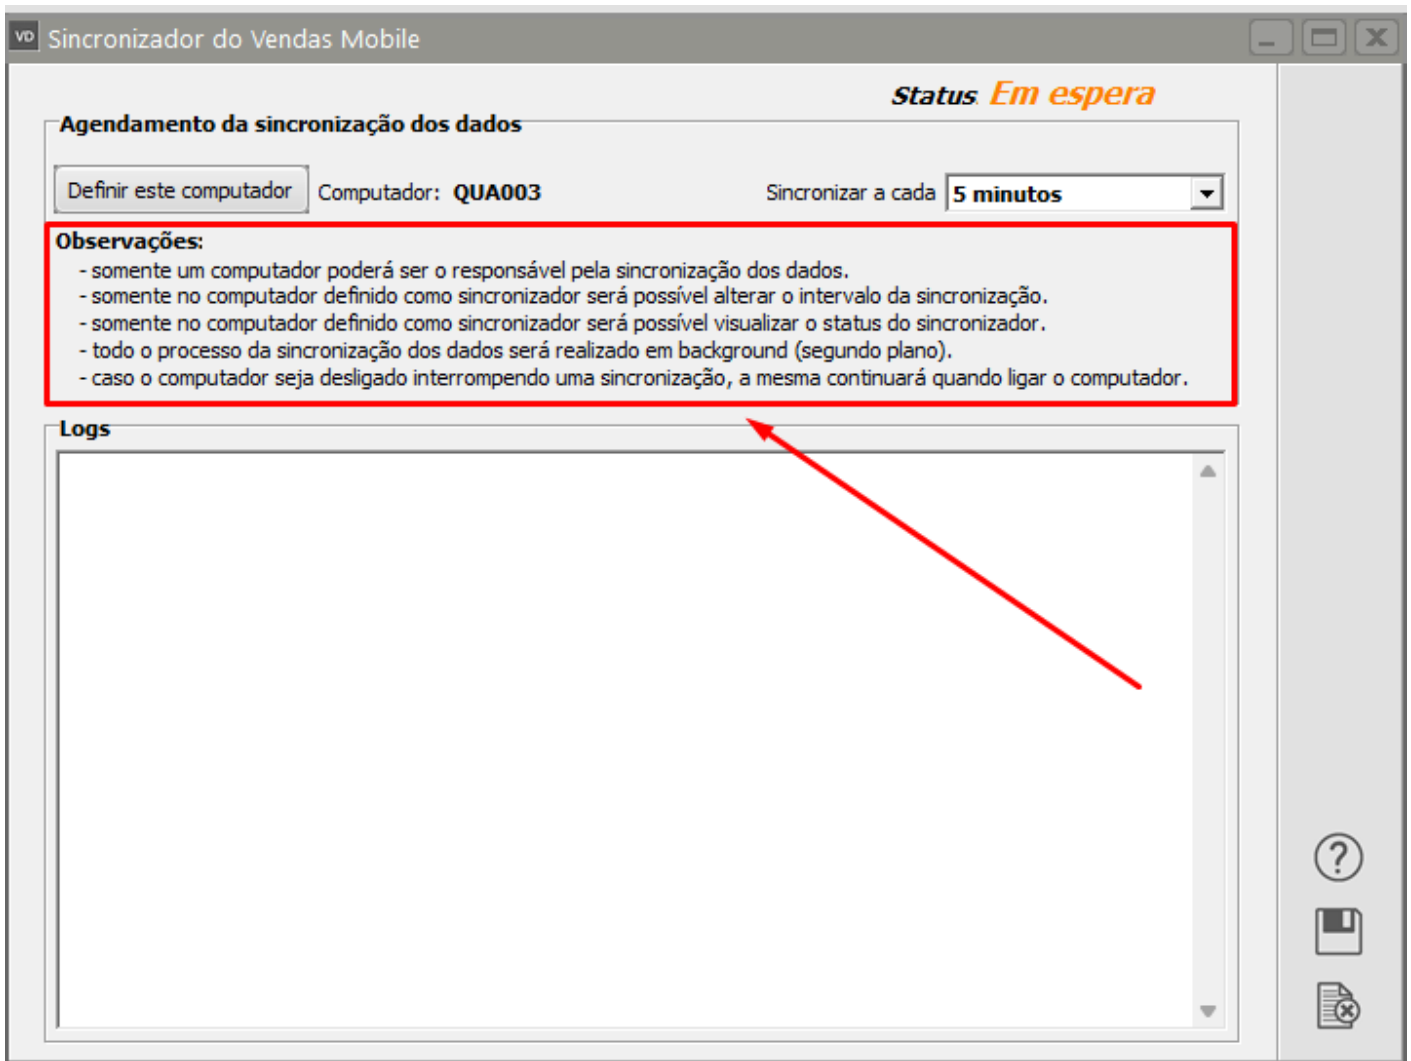 VD Sincronizador do Vendas Mobile
Status: Em espera
Agendamento da sincronização dos dados
Definir este computador Computador: QUA003 Sincronizar a cada 5 minutos
Observações:
- somente um computador poderá ser o responsável pela sincronização dos dados.
- somente no computador definido como sincronizador será possível alterar o intervalo da sincronização.
- somente no computador definido como sincronizador será possível visualizar o status do sincronizador.
- todo o processo da sincronização dos dados será realizado em background (segundo plano).
- caso o computador seja desligado interrompendo uma sincronização, a mesma continuará quando ligar o computador.
Logs
?